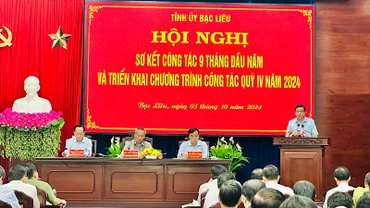 TỈNH ỦY BẠC LIÊU
HỘI NGHỊ
SƠ KẾT CÔNG TÁC 9 THÁNG ĐẦU NĂM
VÀ TRIỂN KHAI CHƯƠNG TRÌNH CÔNG TÁC QUÝ IV NĂM 2024
Bạc Liêu, ngày 03 tháng 10 năm 2024